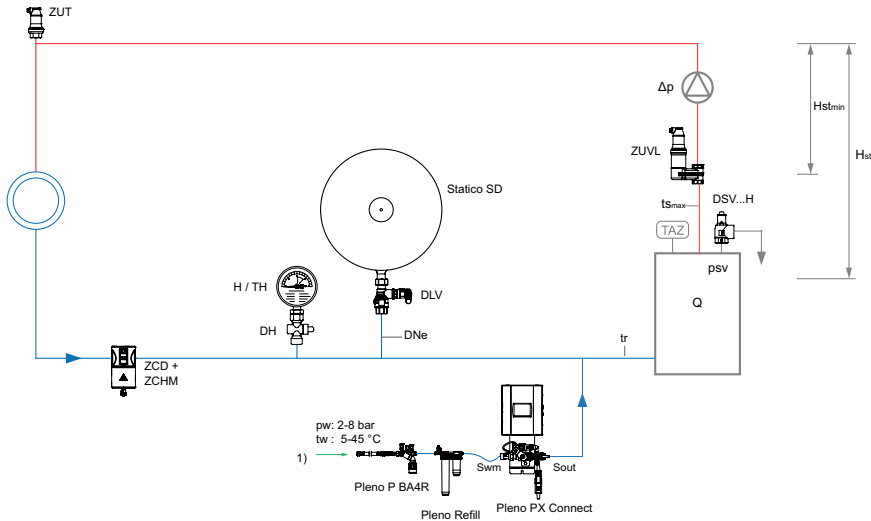 ZUT
Δp
Hstmin
ZUVL
Hst
Statico SD
DSV...H
tsmax
TAZ
psv
H / TH
DLV
Q
DH
DNe
tr
ZCD +
ZCHM
pw: 2-8 bar
tw : 5-45 °C
1)
Swm
Sout
Pleno P BA4R
Pleno Refill
Pleno PX Connect